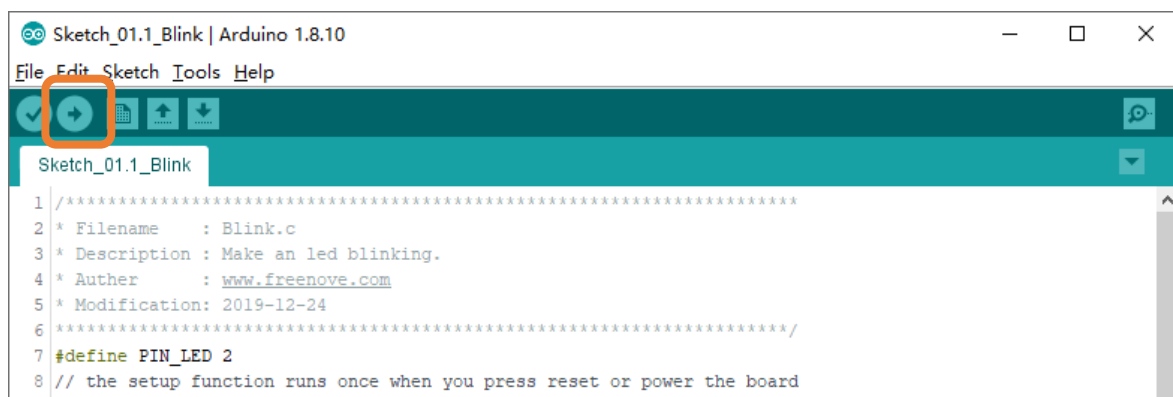 Sketch_01.1_Blink | Arduino 1.8.10
File Edit Sketch Tools Help
Sketch_01.1_Blink
1 /**********************************************************************
2 * Filename    : Blink.c
3 * Description : Make an led blinking.
4 * Auther      : www.freenove.com
5 * Modification: 2019-12-24
6 **********************************************************************/
7 #define PIN_LED 2
8 // the setup function runs once when you press reset or power the board